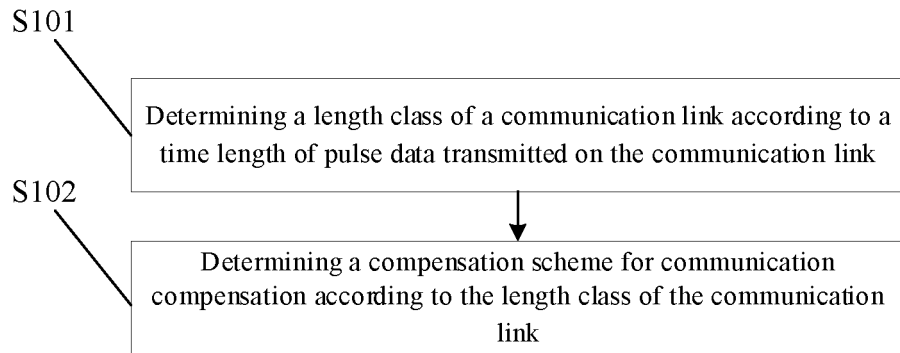 S101
Determining a length class of a communication link according to a
time length of pulse data transmitted on the communication link
S102
Determining a compensation scheme for communication
compensation according to the length class of the communication
link